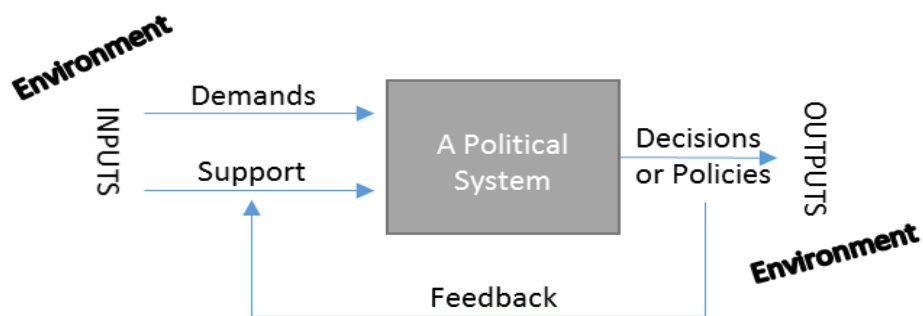 Environment
INPUTS
Demands
Support
A Political
System
Decisions
or Policies
OUTPUTS
Environment
Feedback